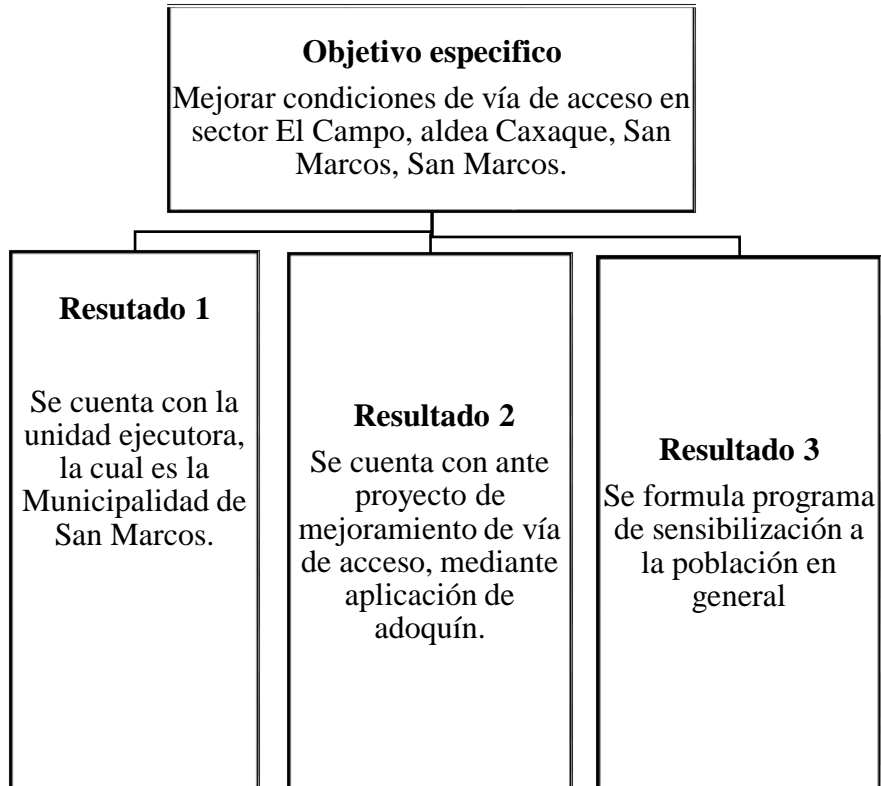 Objetivo especifico
Mejorar condiciones de vía de acceso en
sector El Campo, aldea Caxaque, San
Marcos, San Marcos.
Resutado 1
Se cuenta con la
unidad ejecutora,
la cual es la
Municipalidad de
San Marcos.
Resultado 2
Se cuenta con ante
proyecto de
mejoramiento de vía
de acceso, mediante
aplicación de
adoquín.
Resultado 3
Se formula programa
de sensibilización a
la población en
general